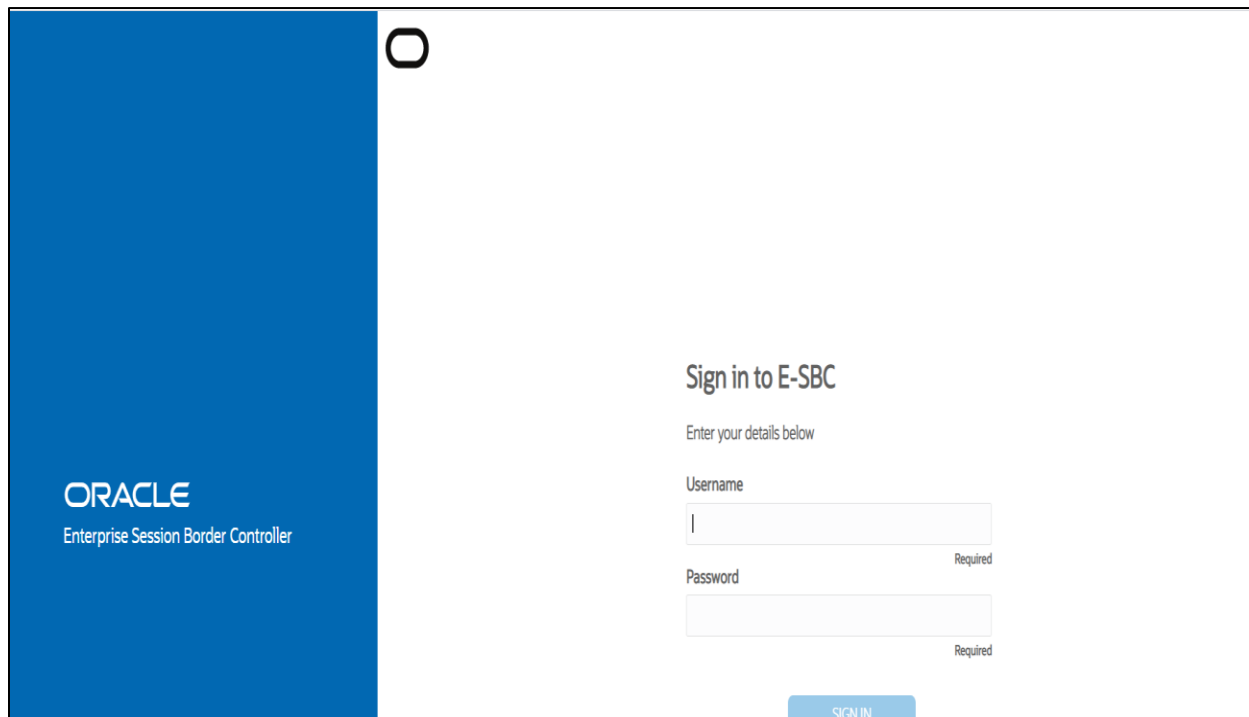 ORACLE
Enterprise Session Border Controller
Sign in to E-SBC
Enter your details below
Username
Required
Password
Required
SIGN IN